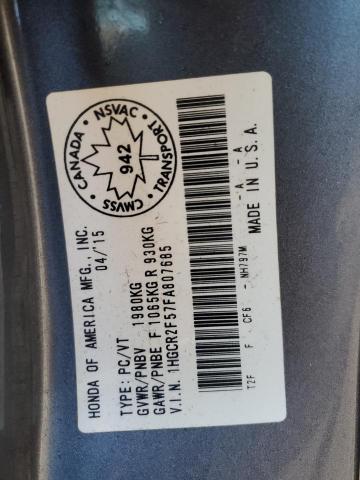 HONDA OF AMERICA MFG., INC.
04/'15
TYPE: PC/VT
GVWR/PNBV 1980KG
GAWR/PNBE F 1065KG R 930KG
V.I.N. 1HGCR2F57FA807685
CANADA NSVAC TRANSPORT CMVSS
942
T2F F CF6 - NH797M - A - A
MADE IN U.S.A.